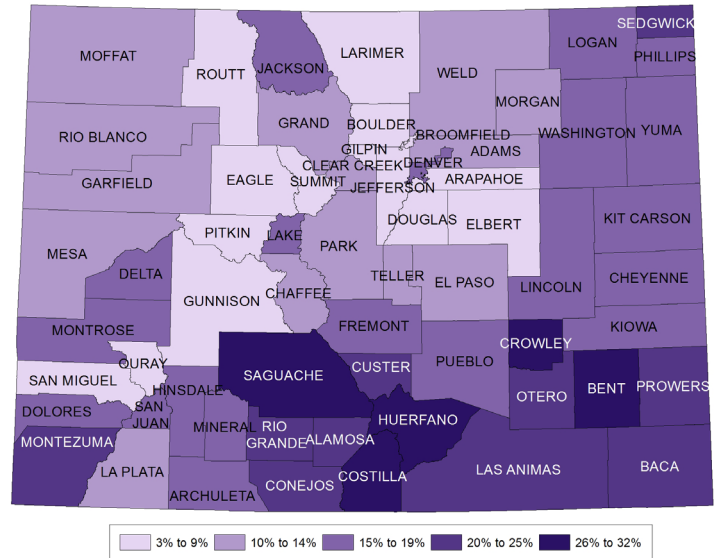 SEDGWICK
MOFFAT
ROUTT
JACKSON
LARIMER
WELD
LOGAN
PHILLIPS
MORGAN
RIO BLANCO
GRAND
BOULDER
BROOMFIELD
WASHINGTON
YUMA
GILPIN
ADAMS
GARFIELD
EAGLE
SUMMIT
CLEAR CREEK
DENVER
JEFFERSON
ARAPAHOE
PITKIN
LAKE
DOUGLAS
ELBERT
KIT CARSON
MESA
PARK
DELTA
TELLER
EL PASO
LINCOLN
CHEYENNE
GUNNISON
CHAFFEE
MONTROSE
FREMONT
KIOWA
CROWLEY
OURAY
SAN MIGUEL
SAGUACHE
CUSTER
PUEBLO
HINSDALE
OTERO
BENT
PROWERS
DOLORES
SAN
JUAN
MINERAL
RIO
GRANDE
ALAMOSA
HUERFANO
MONTEZUMA
LA PLATA
ARCHULETA
CONEJOS
COSTILLA
LAS ANIMAS
BACA
3% to 9%
10% to 14%
15% to 19%
20% to 25%
26% to 32%